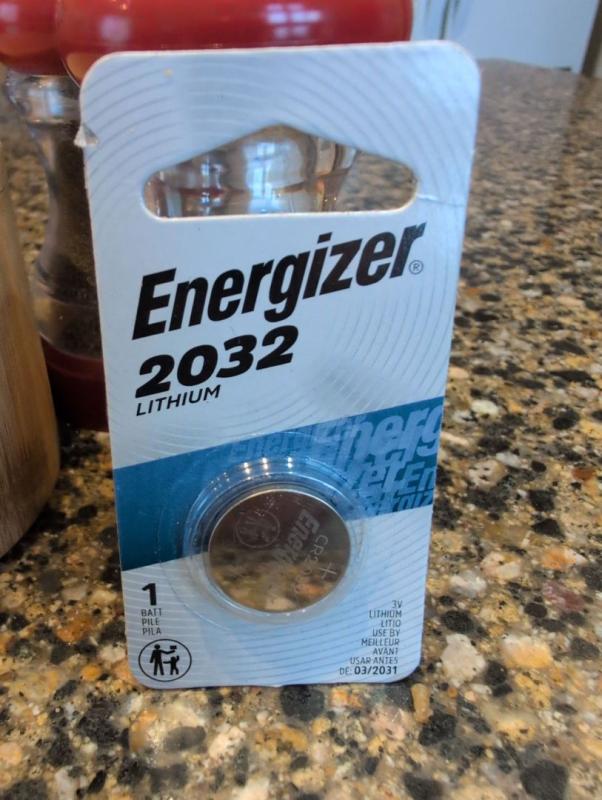 Energizer®
2032
LITHIUM
Energizer
1
BATT
PILE
PILA
3V
LITHIUM
LITIO
USE BY
MEILLEUR
AVANT
USAR ANTES
DE: 03/2031